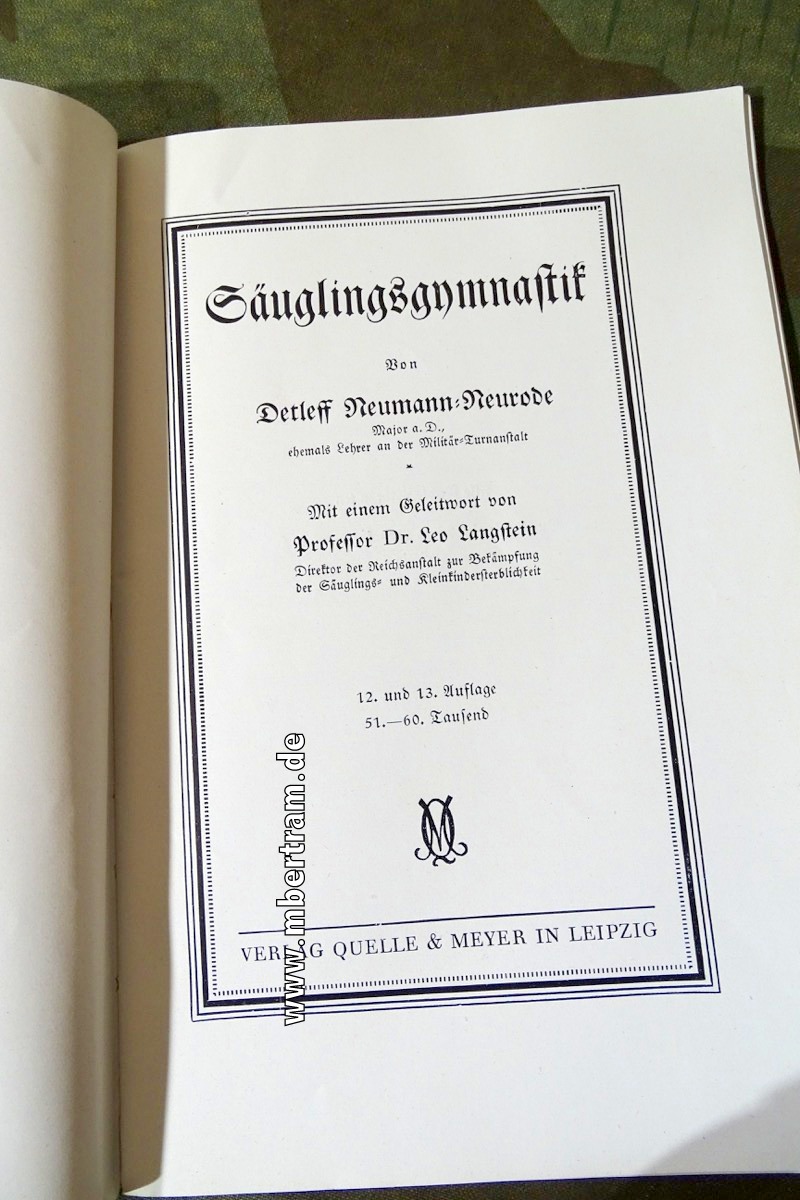 Säuglingsgymnastik
Von
Detleff Neumann-Neurode
Major a. D.,
ehemals Lehrer an der Militär-Turnanstalt
Mit einem Geleitwort von
Professor Dr. Leo Langstein
Direktor der Reichsanstalt zur Bekämpfung
der Säuglings- und Kleinkindersterblichkeit
12. und 13. Auflage
51.—60. Tausend
QM
VERLAG QUELLE & MEYER IN LEIPZIG
www.mbertram.de